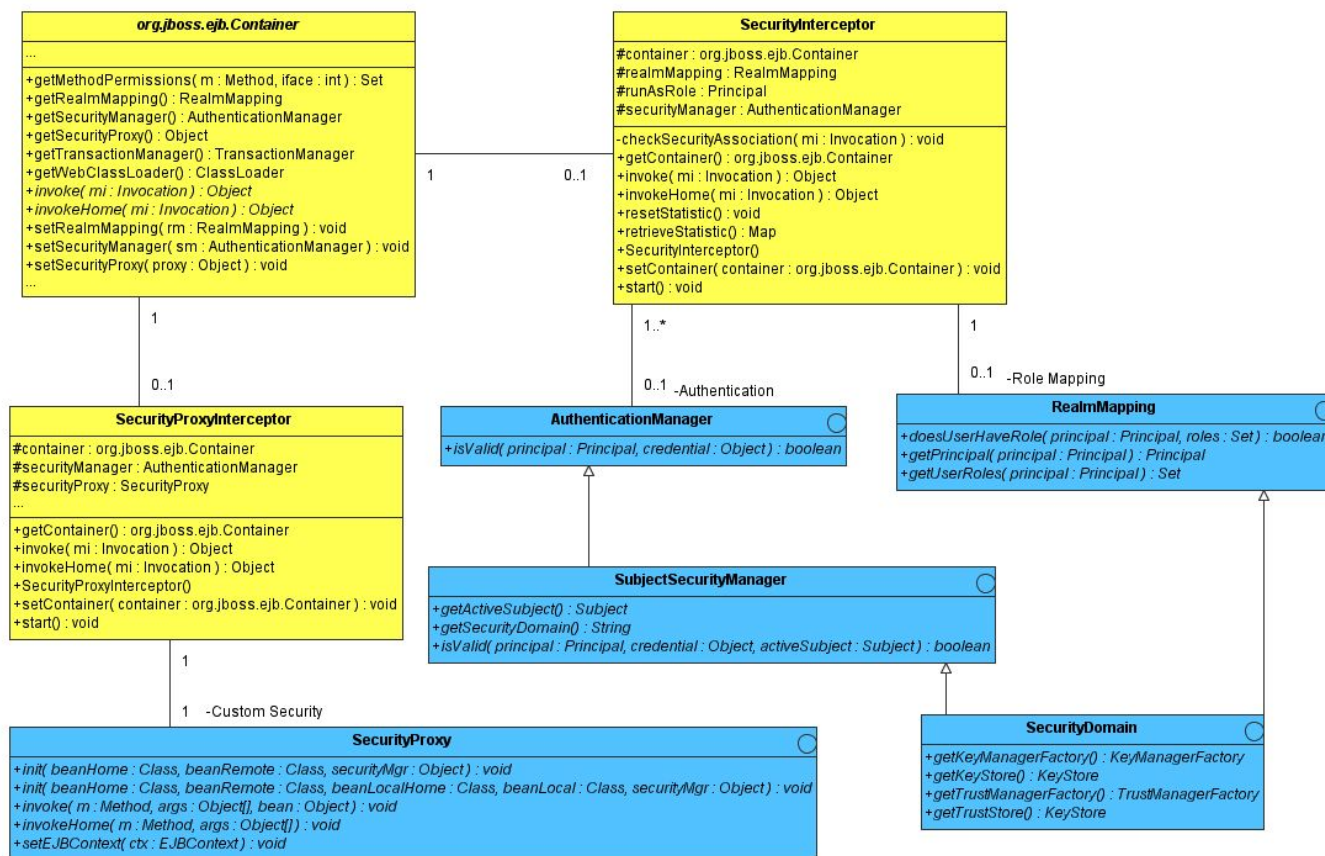 org.jboss.ejb.Container
...
+getMethodPermissions( m : Method, iface : int ) : Set
+getRealmMapping() : RealmMapping
+getSecurityManager() : AuthenticationManager
+getSecurityProxy() : Object
+getTransactionManager() : TransactionManager
+getWebClassLoader() : ClassLoader
+invoke( mi : Invocation ) : Object
+invokeHome( mi : Invocation ) : Object
+setRealmMapping( rm : RealmMapping ) : void
+setSecurityManager( sm : AuthenticationManager ) : void
+setSecurityProxy( proxy : Object ) : void
...
SecurityInterceptor
#container : org.jboss.ejb.Container
#realmMapping : RealmMapping
#runAsRole : Principal
#securityManager : AuthenticationManager
-checkSecurityAssociation( mi : Invocation ) : void
+getContainer() : org.jboss.ejb.Container
+invoke( mi : Invocation ) : Object
+invokeHome( mi : Invocation ) : Object
+resetStatistic() : void
+retrieveStatistic() : Map
+SecurityInterceptor()
+setContainer( container : org.jboss.ejb.Container ) : void
+start() : void
1
0..1
1
0..1
1..*
0..1 -Authentication
1
0..1 -Role Mapping
SecurityProxyInterceptor
#container : org.jboss.ejb.Container
#securityManager : AuthenticationManager
#securityProxy : SecurityProxy
...
+getContainer() : org.jboss.ejb.Container
+invoke( mi : Invocation ) : Object
+invokeHome( mi : Invocation ) : Object
+SecurityProxyInterceptor()
+setContainer( container : org.jboss.ejb.Container ) : void
+start() : void
AuthenticationManager
+isValid( principal : Principal, credential : Object ) : boolean
RealmMapping
+doesUserHaveRole( principal : Principal, roles : Set ) : boolean
+getPrincipal( principal : Principal ) : Principal
+getUserRoles( principal : Principal ) : Set
SubjectSecurityManager
+getActiveSubject() : Subject
+getSecurityDomain() : String
+isValid( principal : Principal, credential : Object, activeSubject : Subject ) : boolean
1
1 -Custom Security
SecurityProxy
+init( beanHome : Class, beanRemote : Class, securityMgr : Object ) : void
+init( beanHome : Class, beanRemote : Class, beanLocalHome : Class, beanLocal : Class, securityMgr : Object ) : void
+invoke( m : Method, args : Object[], bean : Object ) : void
+invokeHome( m : Method, args : Object[] ) : void
+setEJBContext( ctx : EJBContext ) : void
SecurityDomain
+getKeyManagerFactory() : KeyManagerFactory
+getKeyStore() : KeyStore
+getTrustManagerFactory() : TrustManagerFactory
+getTrustStore() : KeyStore